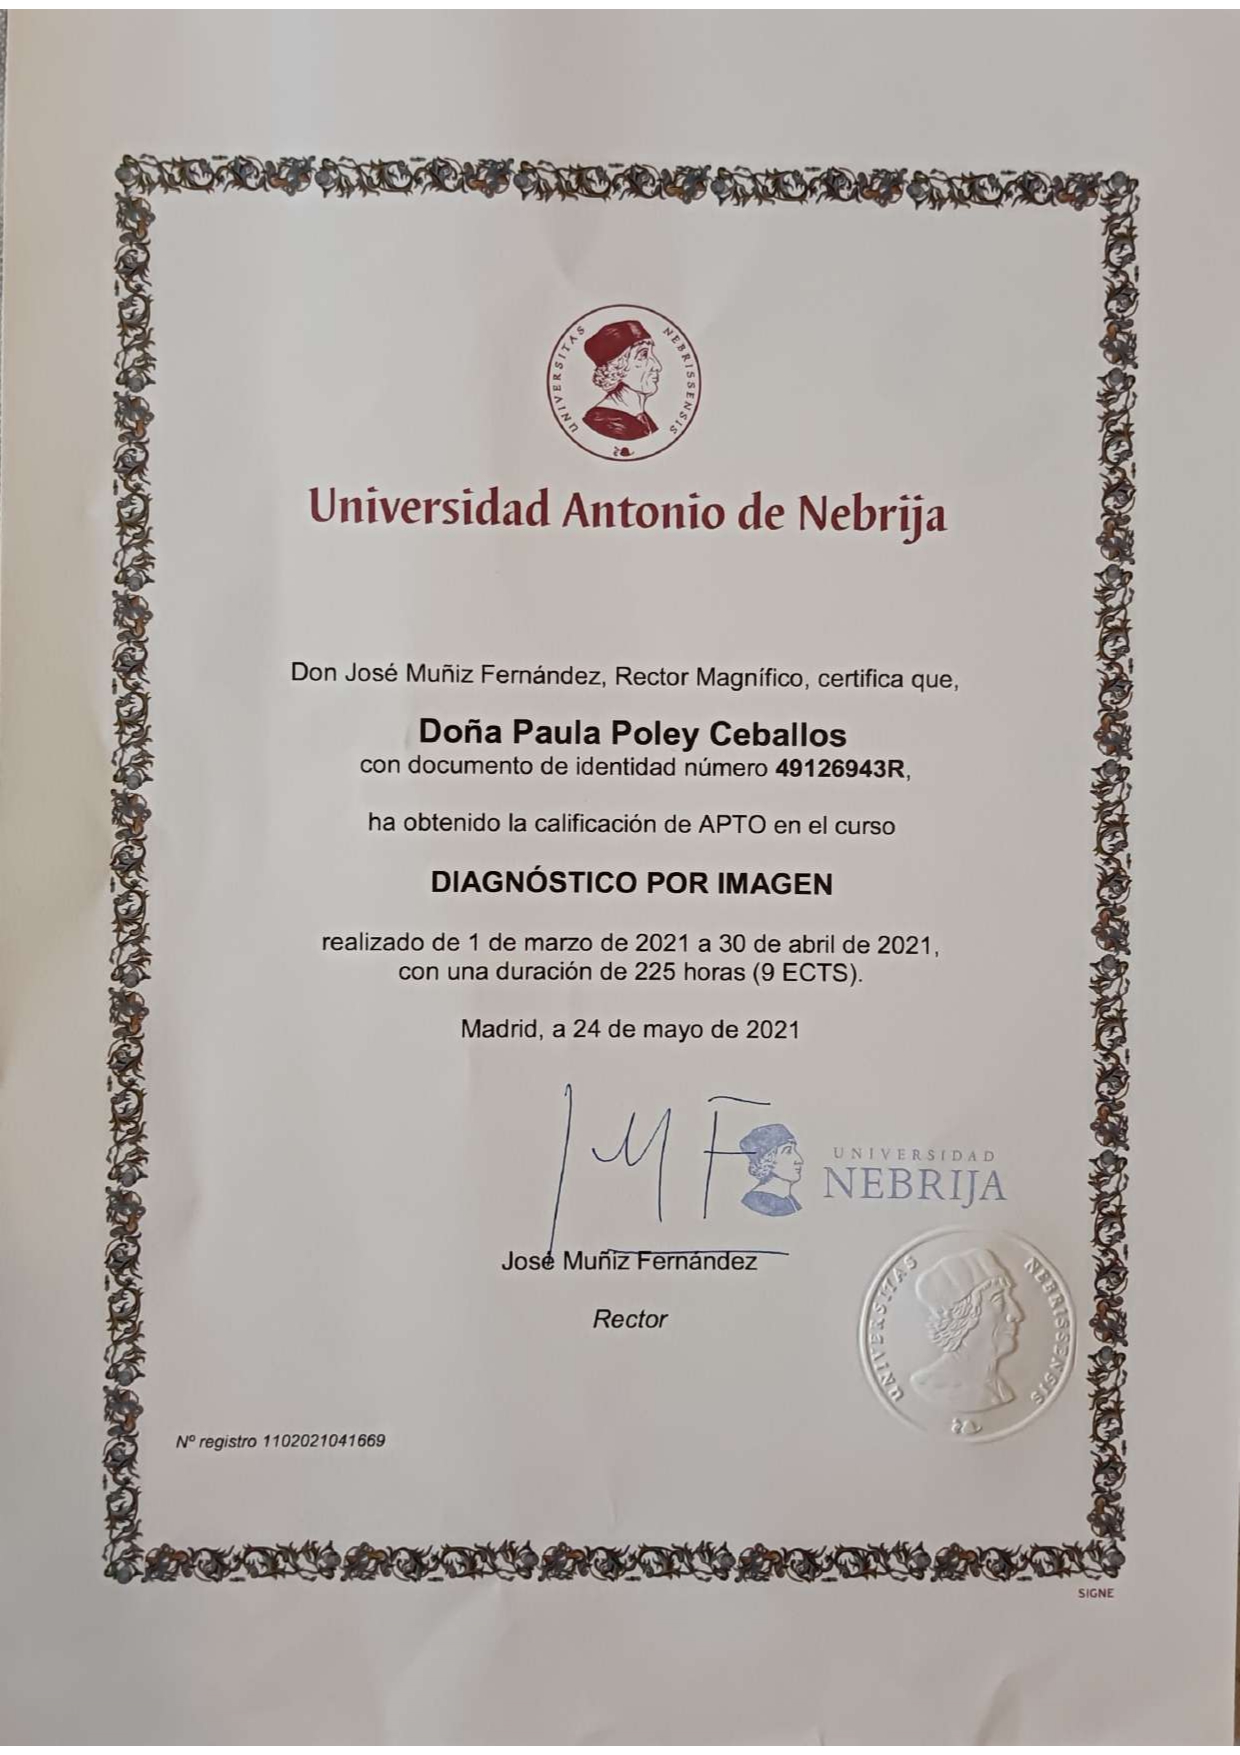 UNIVERSITAS NEBRISSENSIS
Universidad Antonio de Nebrija
Don José Muñiz Fernández, Rector Magnífico, certifica que,
Doña Paula Poley Ceballos
con documento de identidad número 49126943R,
ha obtenido la calificación de APTO en el curso
DIAGNÓSTICO POR IMAGEN
realizado de 1 de marzo de 2021 a 30 de abril de 2021,
con una duración de 225 horas (9 ECTS).
Madrid, a 24 de mayo de 2021
JMF
UNIVERSIDAD
NEBRIJA
José Muñiz Fernández
Rector
UNIVERSITAS NEBRISSENSIS
Nº registro 1102021041669
SIGNE